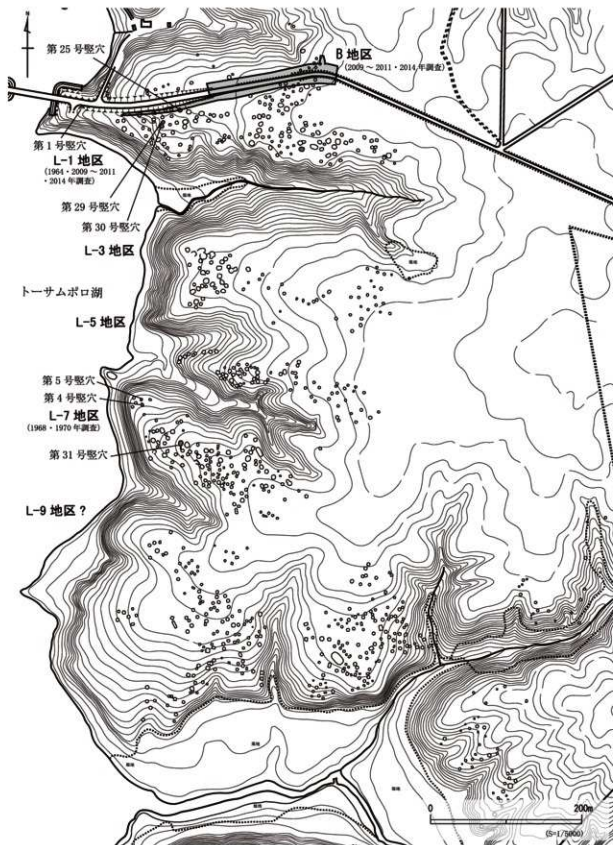 N
第25号竪穴
B 地区
(2009～2011・2014年調査)
第1号竪穴
L-1 地区
(1964・2009～2011
・2014年調査)
第29号竪穴
第30号竪穴
L-3 地区
トーサムポロ湖
L-5 地区
第5号竪穴
第4号竪穴
L-7 地区
(1968・1970年調査)
第31号竪穴
L-9 地区？
0
200m
(S=1/5000)